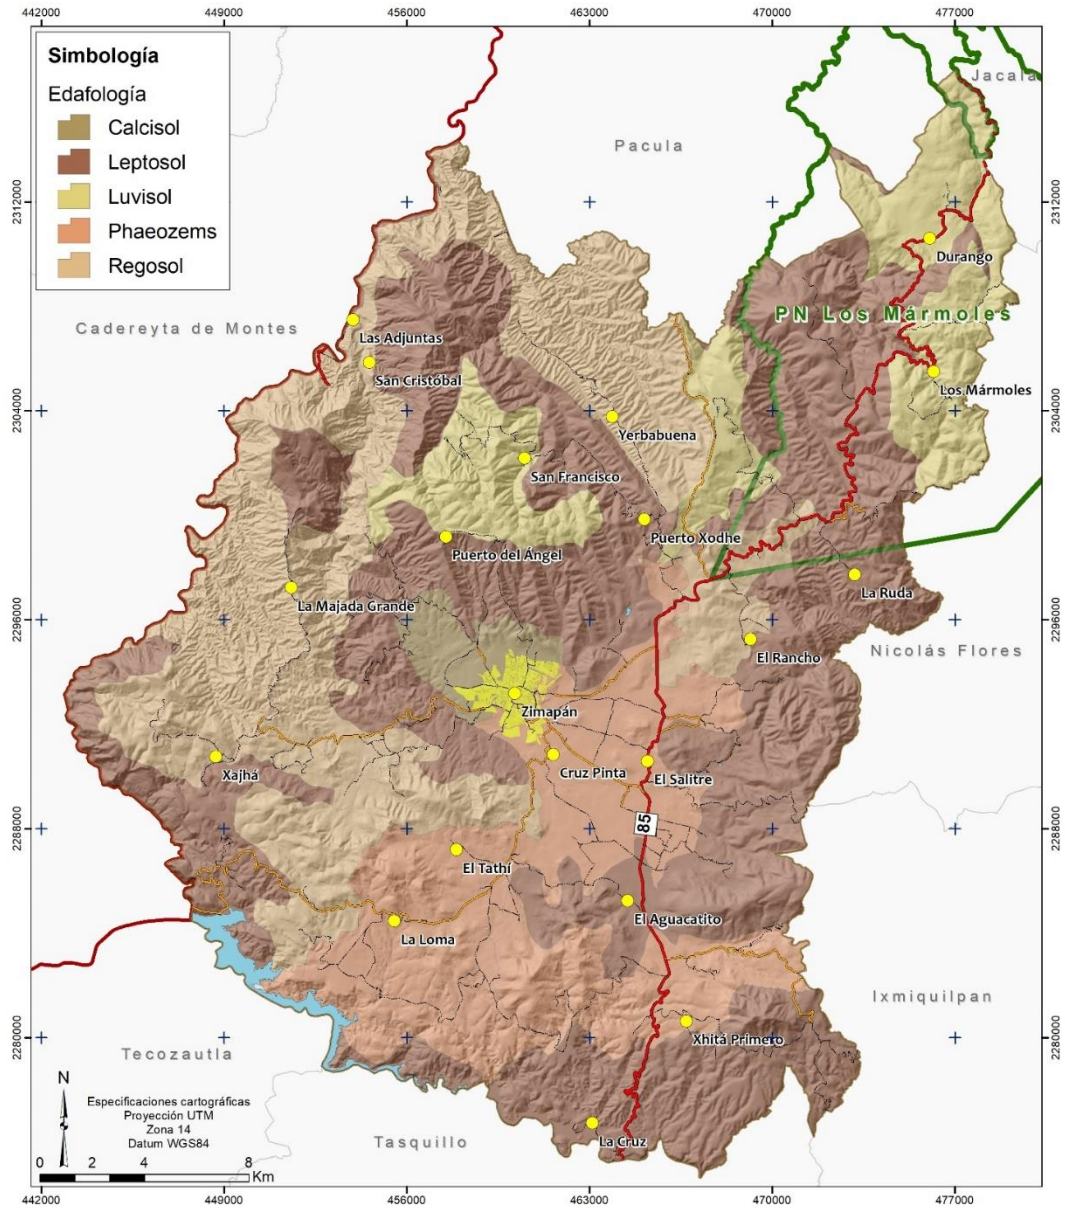 442000 449000 456000 463000 470000 477000
Simbología
Edafología
Calcisol
Leptosol
Luvisol
Phaeozems
Regosol
Jacala
Pacula
2312000
2312000
Durango
PN Los Mármoles
Cadereyta de Montes
Las Adjuntas
San Cristóbal
Los Mármoles
2304000
2304000
Yerbabuena
San Francisco
Puerto Xodhe
Puerto del Ángel
La Ruda
La Majada Grande
2296000
2296000
El Rancho
Nicolás Flores
Zimapán
Cruz Pinta
El Salitre
Xajhá
85
2288000
2288000
El Tathí
El Aguacatito
La Loma
Ixmiquilpan
2280000
2280000
Xhitá Primero
Tecozautla
N
Especificaciones cartográficas
Proyección UTM
Zona 14
Datum WGS84
Tasquillo
La Cruz
0 2 4 8
Km
442000 449000 456000 463000 470000 477000